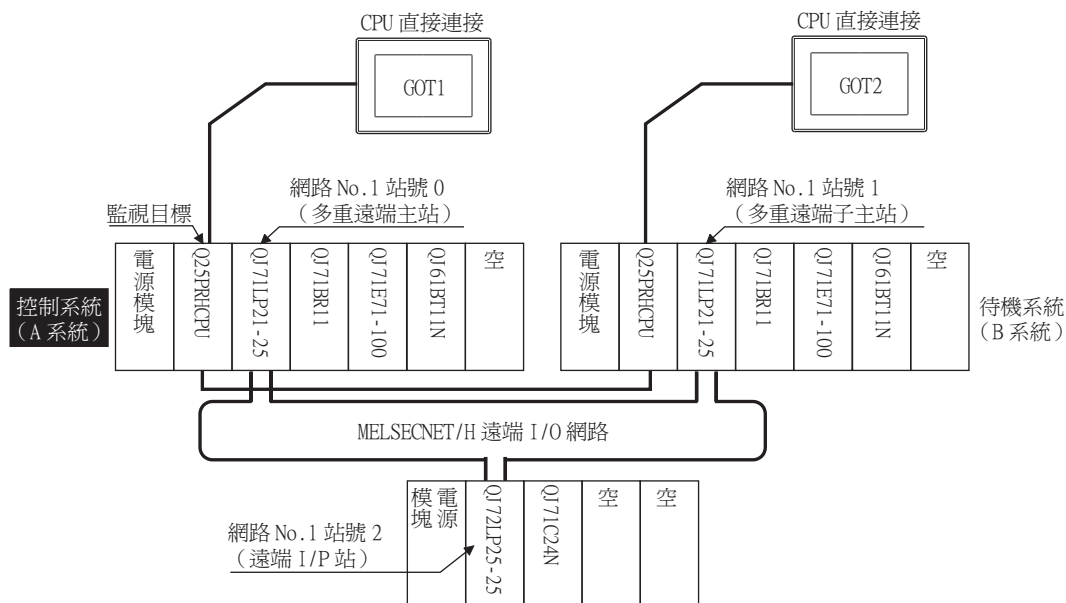 CPU 直接連接
CPU 直接連接
GOT1
GOT2
網路 No.1 站號 0
（多重遠端主站）
網路 No.1 站號 1
（多重遠端子主站）
監視目標
控制系統
（A 系統）
電源模塊
Q25PRHCPU
QJ71LP21-25
QJ71BR11
QJ71E71-100
QJ61BT11N
空
電源模塊
Q25PRHCPU
QJ71LP21-25
QJ71BR11
QJ71E71-100
QJ61BT11N
空
待機系統
（B 系統）
MELSECNET/H 遠端 I/O 網路
網路 No.1 站號 2
（遠端 I/P 站）
電源模塊
QJ72LP25-25
QJ71C24N
空
空